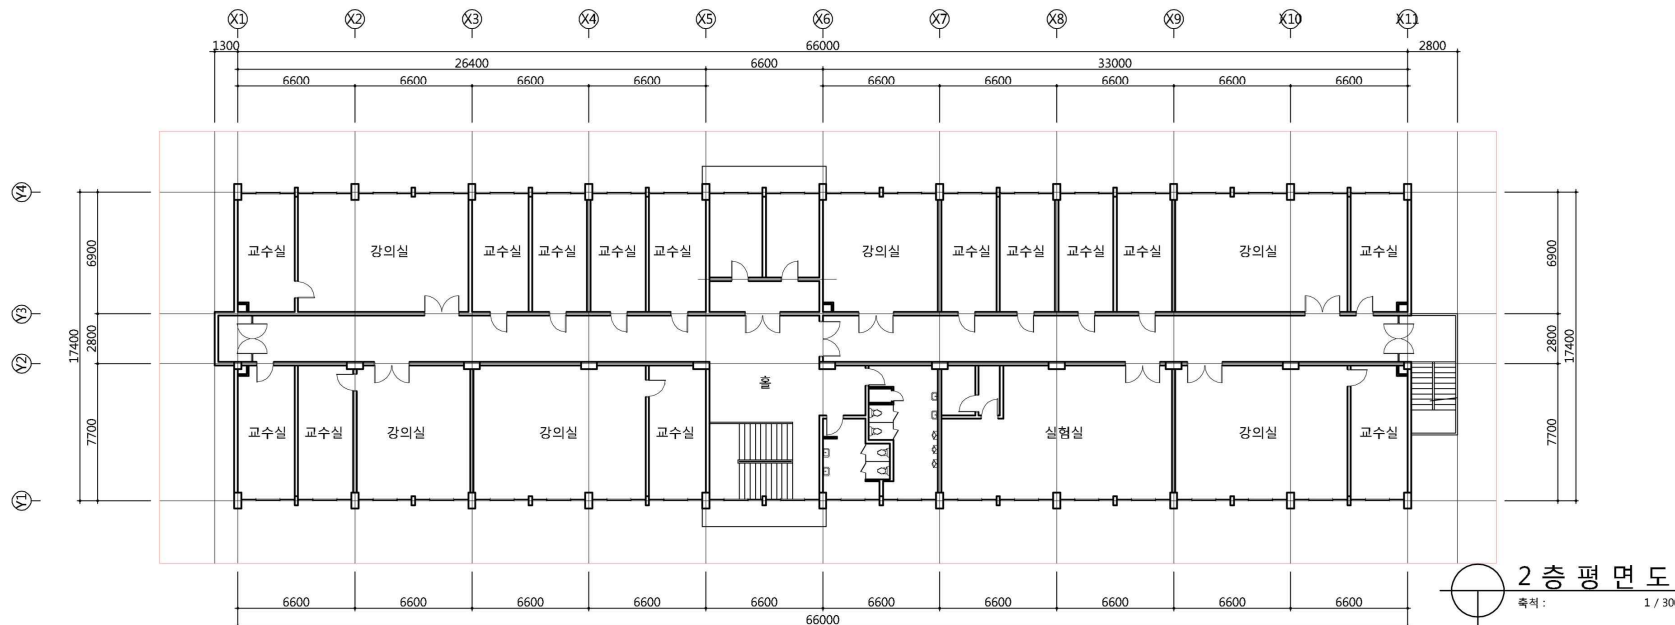 X1 X2 X3 X4 X5 X6 X7 X8 X9 X10 X11
1300 66000 2800
26400 6600 33000
6600 6600 6600 6600 6600 6600 6600 6600 6600
Y4
교수실 강의실 교수실 교수실 교수실 교수실 강의실 교수실 교수실 교수실 교수실 강의실 교수실
6900 6900
Y3
17400 2800 2800 17400
Y2
홀
7700 교수실 교수실 강의실 강의실 교수실 실험실 강의실 교수실 7700
Y1
2층평면도
축척 : 1 / 30
6600 6600 6600 6600 6600 6600 6600 6600 6600 6600
66000